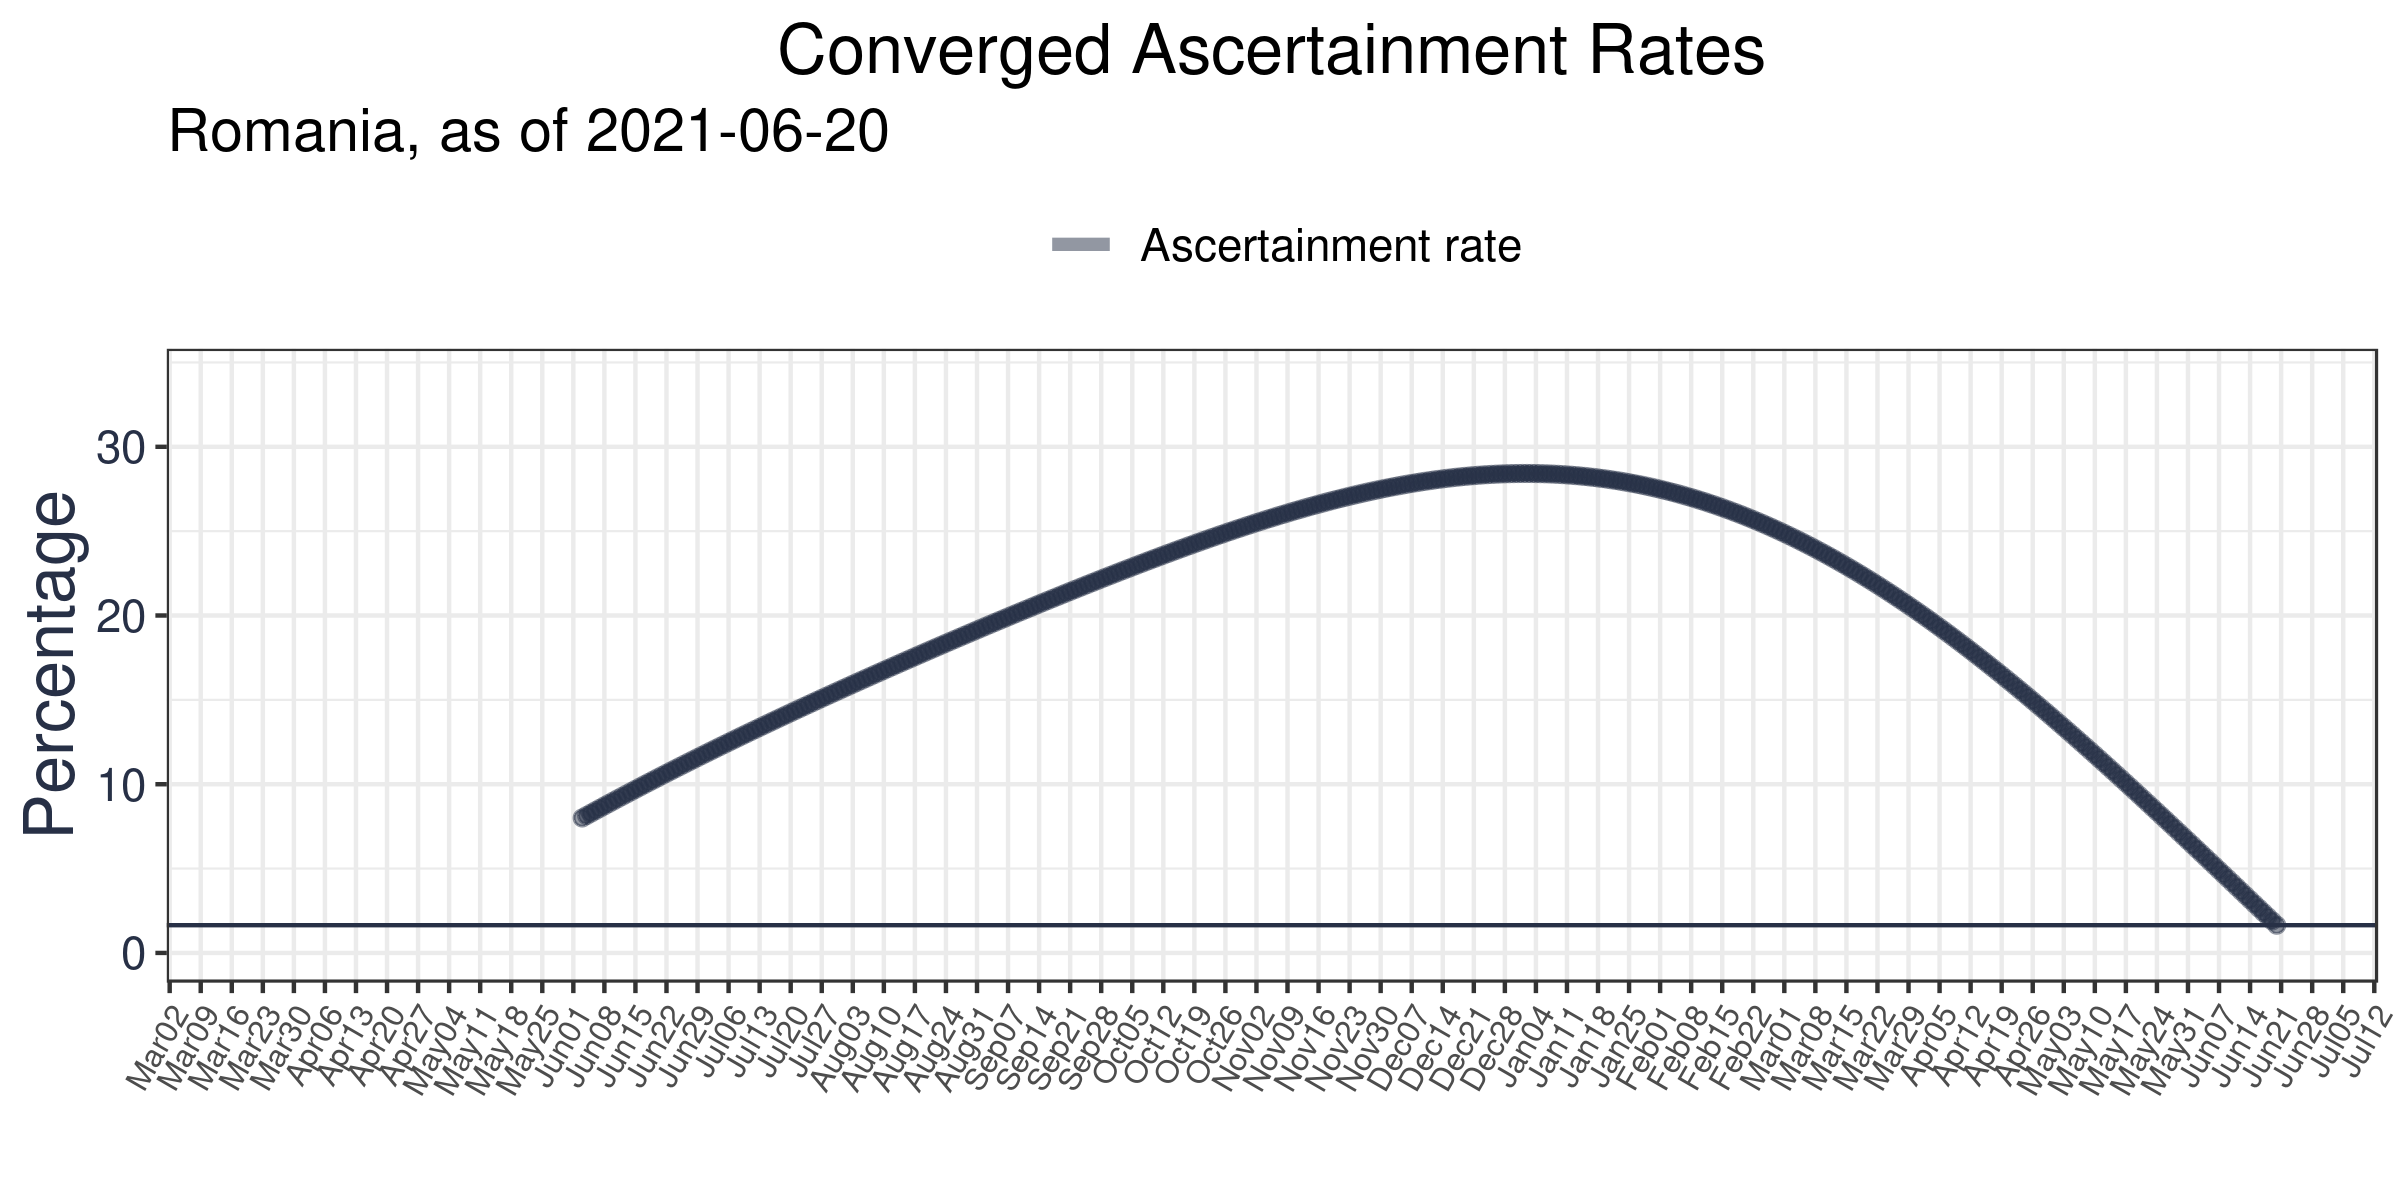 Converged Ascertainment Rates
Romania, as of 2021-06-20
Ascertainment rate
Percentage
30
20
10
0
Mar02
Mar09
Mar16
Mar23
Mar30
Apr06
Apr13
Apr20
Apr27
May04
May11
May18
May25
Jun01
Jun08
Jun15
Jun22
Jun29
Jul06
Jul13
Jul20
Jul27
Aug03
Aug10
Aug17
Aug24
Aug31
Sep07
Sep14
Sep21
Sep28
Oct05
Oct12
Oct19
Oct26
Nov02
Nov09
Nov16
Nov23
Nov30
Dec07
Dec14
Dec21
Dec28
Jan04
Jan11
Jan18
Jan25
Feb01
Feb08
Feb15
Feb22
Mar01
Mar08
Mar15
Mar22
Mar29
Apr05
Apr12
Apr19
Apr26
May03
May10
May17
May24
May31
Jun07
Jun14
Jun21
Jun28
Jul05
Jul12